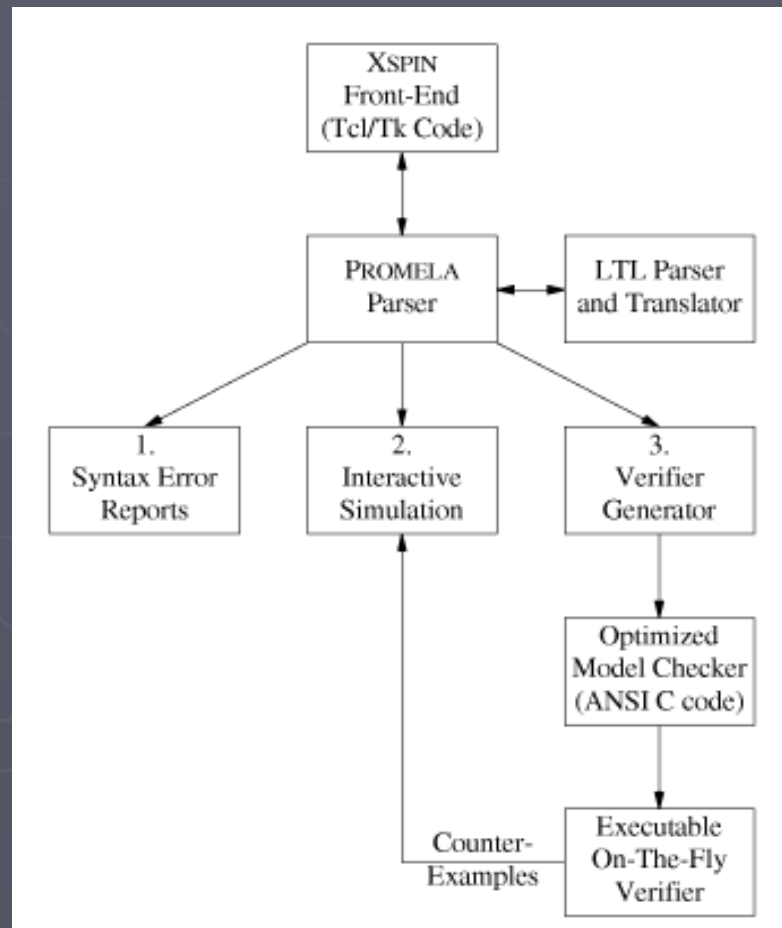 XSPIN
Front-End
(Tcl/Tk Code)
PROMELA
Parser
LTL Parser
and Translator
1.
Syntax Error
Reports
2.
Interactive
Simulation
3.
Verifier
Generator
Optimized
Model Checker
(ANSI C code)
Counter-
Examples
Executable
On-The-Fly
Verifier